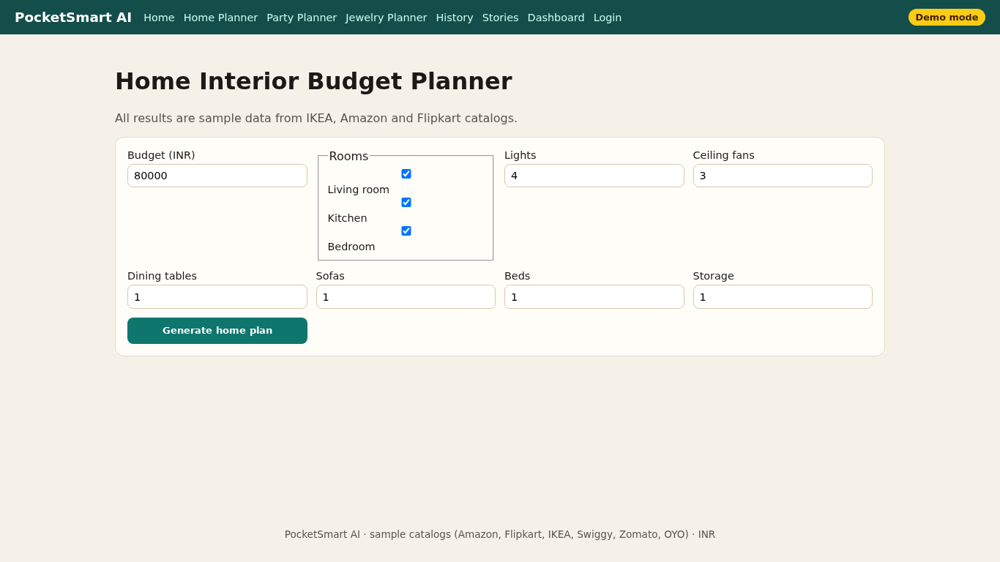 PocketSmart AI Home Home Planner Party Planner Jewelry Planner History Stories Dashboard Login Demo mode
Home Interior Budget Planner
All results are sample data from IKEA, Amazon and Flipkart catalogs.
Budget (INR)
80000
Rooms
Living room
Kitchen
Bedroom
Lights
4
Ceiling fans
3
Dining tables
1
Sofas
1
Beds
1
Storage
1
Generate home plan
PocketSmart AI · sample catalogs (Amazon, Flipkart, IKEA, Swiggy, Zomato, OYO) · INR